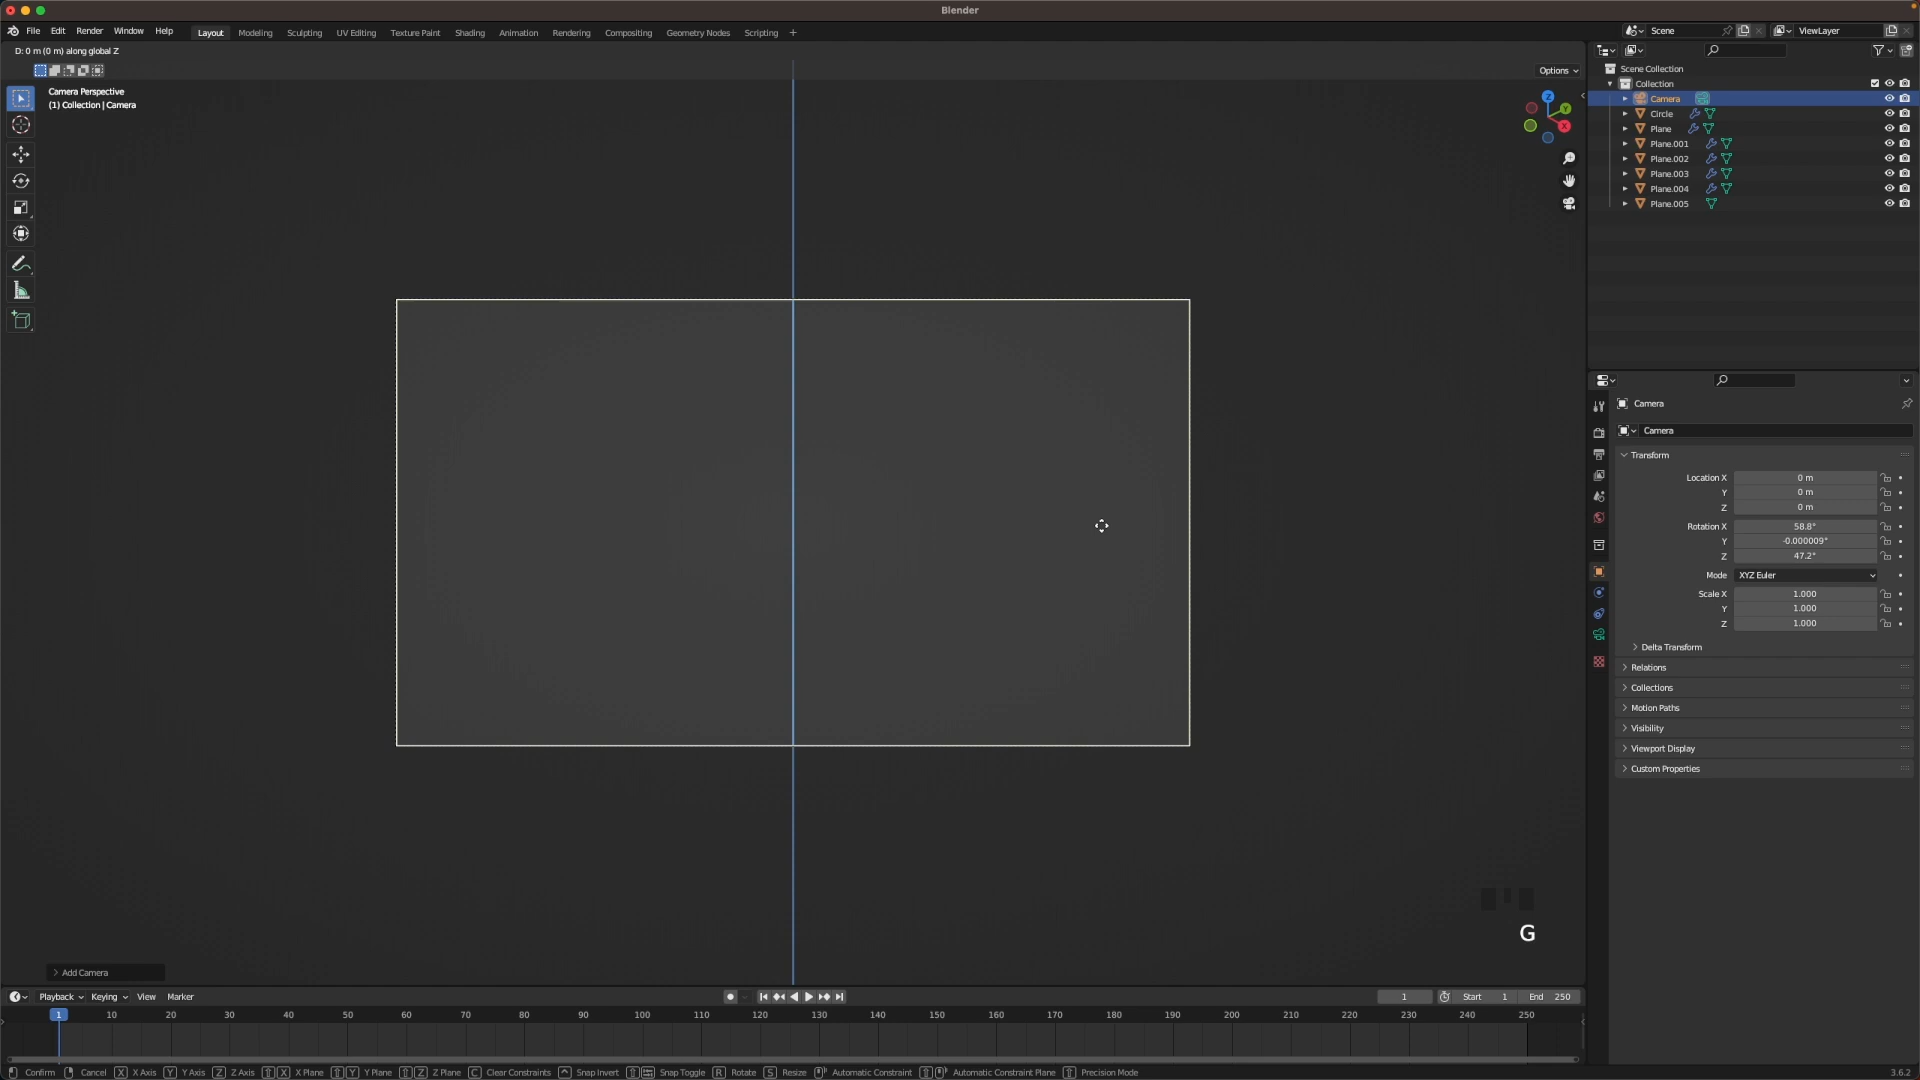 Blender
File Edit Render Window Help Layout Modeling Sculpting UV Editing Texture Paint Shading Animation Rendering Compositing Geometry Nodes Scripting + Scene ViewLayer
D: 0 m (0 m) along global Z
Options
Camera Perspective
(1) Collection | Camera
Z
Y
X
Scene Collection
Collection
Camera
Circle
Plane
Plane.001
Plane.002
Plane.003
Plane.004
Plane.005
Camera
Camera
Transform
Location X 0 m
Y 0 m
Z 0 m
Rotation X 58.8°
Y -0.000009°
Z 47.2°
Mode XYZ Euler
Scale X 1.000
Y 1.000
Z 1.000
Delta Transform
Relations
Collections
Motion Paths
Visibility
Viewport Display
Custom Properties
G
Add Camera
Playback Keying View Marker 1 Start 1 End 250
1 10 20 30 40 50 60 70 80 90 100 110 120 130 140 150 160 170 180 190 200 210 220 230 240 250
Confirm Cancel X X Axis Y Y Axis Z Z Axis X X Plane Y Y Plane Z Z Plane C Clear Constraints Snap Invert Snap Toggle R Rotate S Resize Automatic Constraint Automatic Constraint Plane Precision Mode 3.6.2